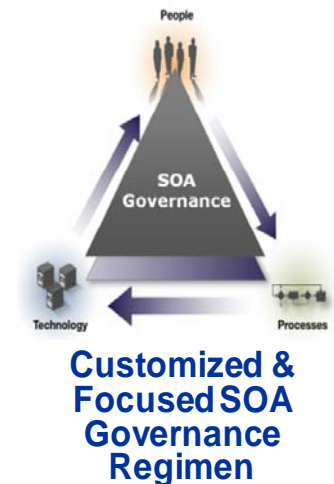 People
SOA
Governance
Technology
Processes
Customized &
Focused SOA
Governance
Regimen